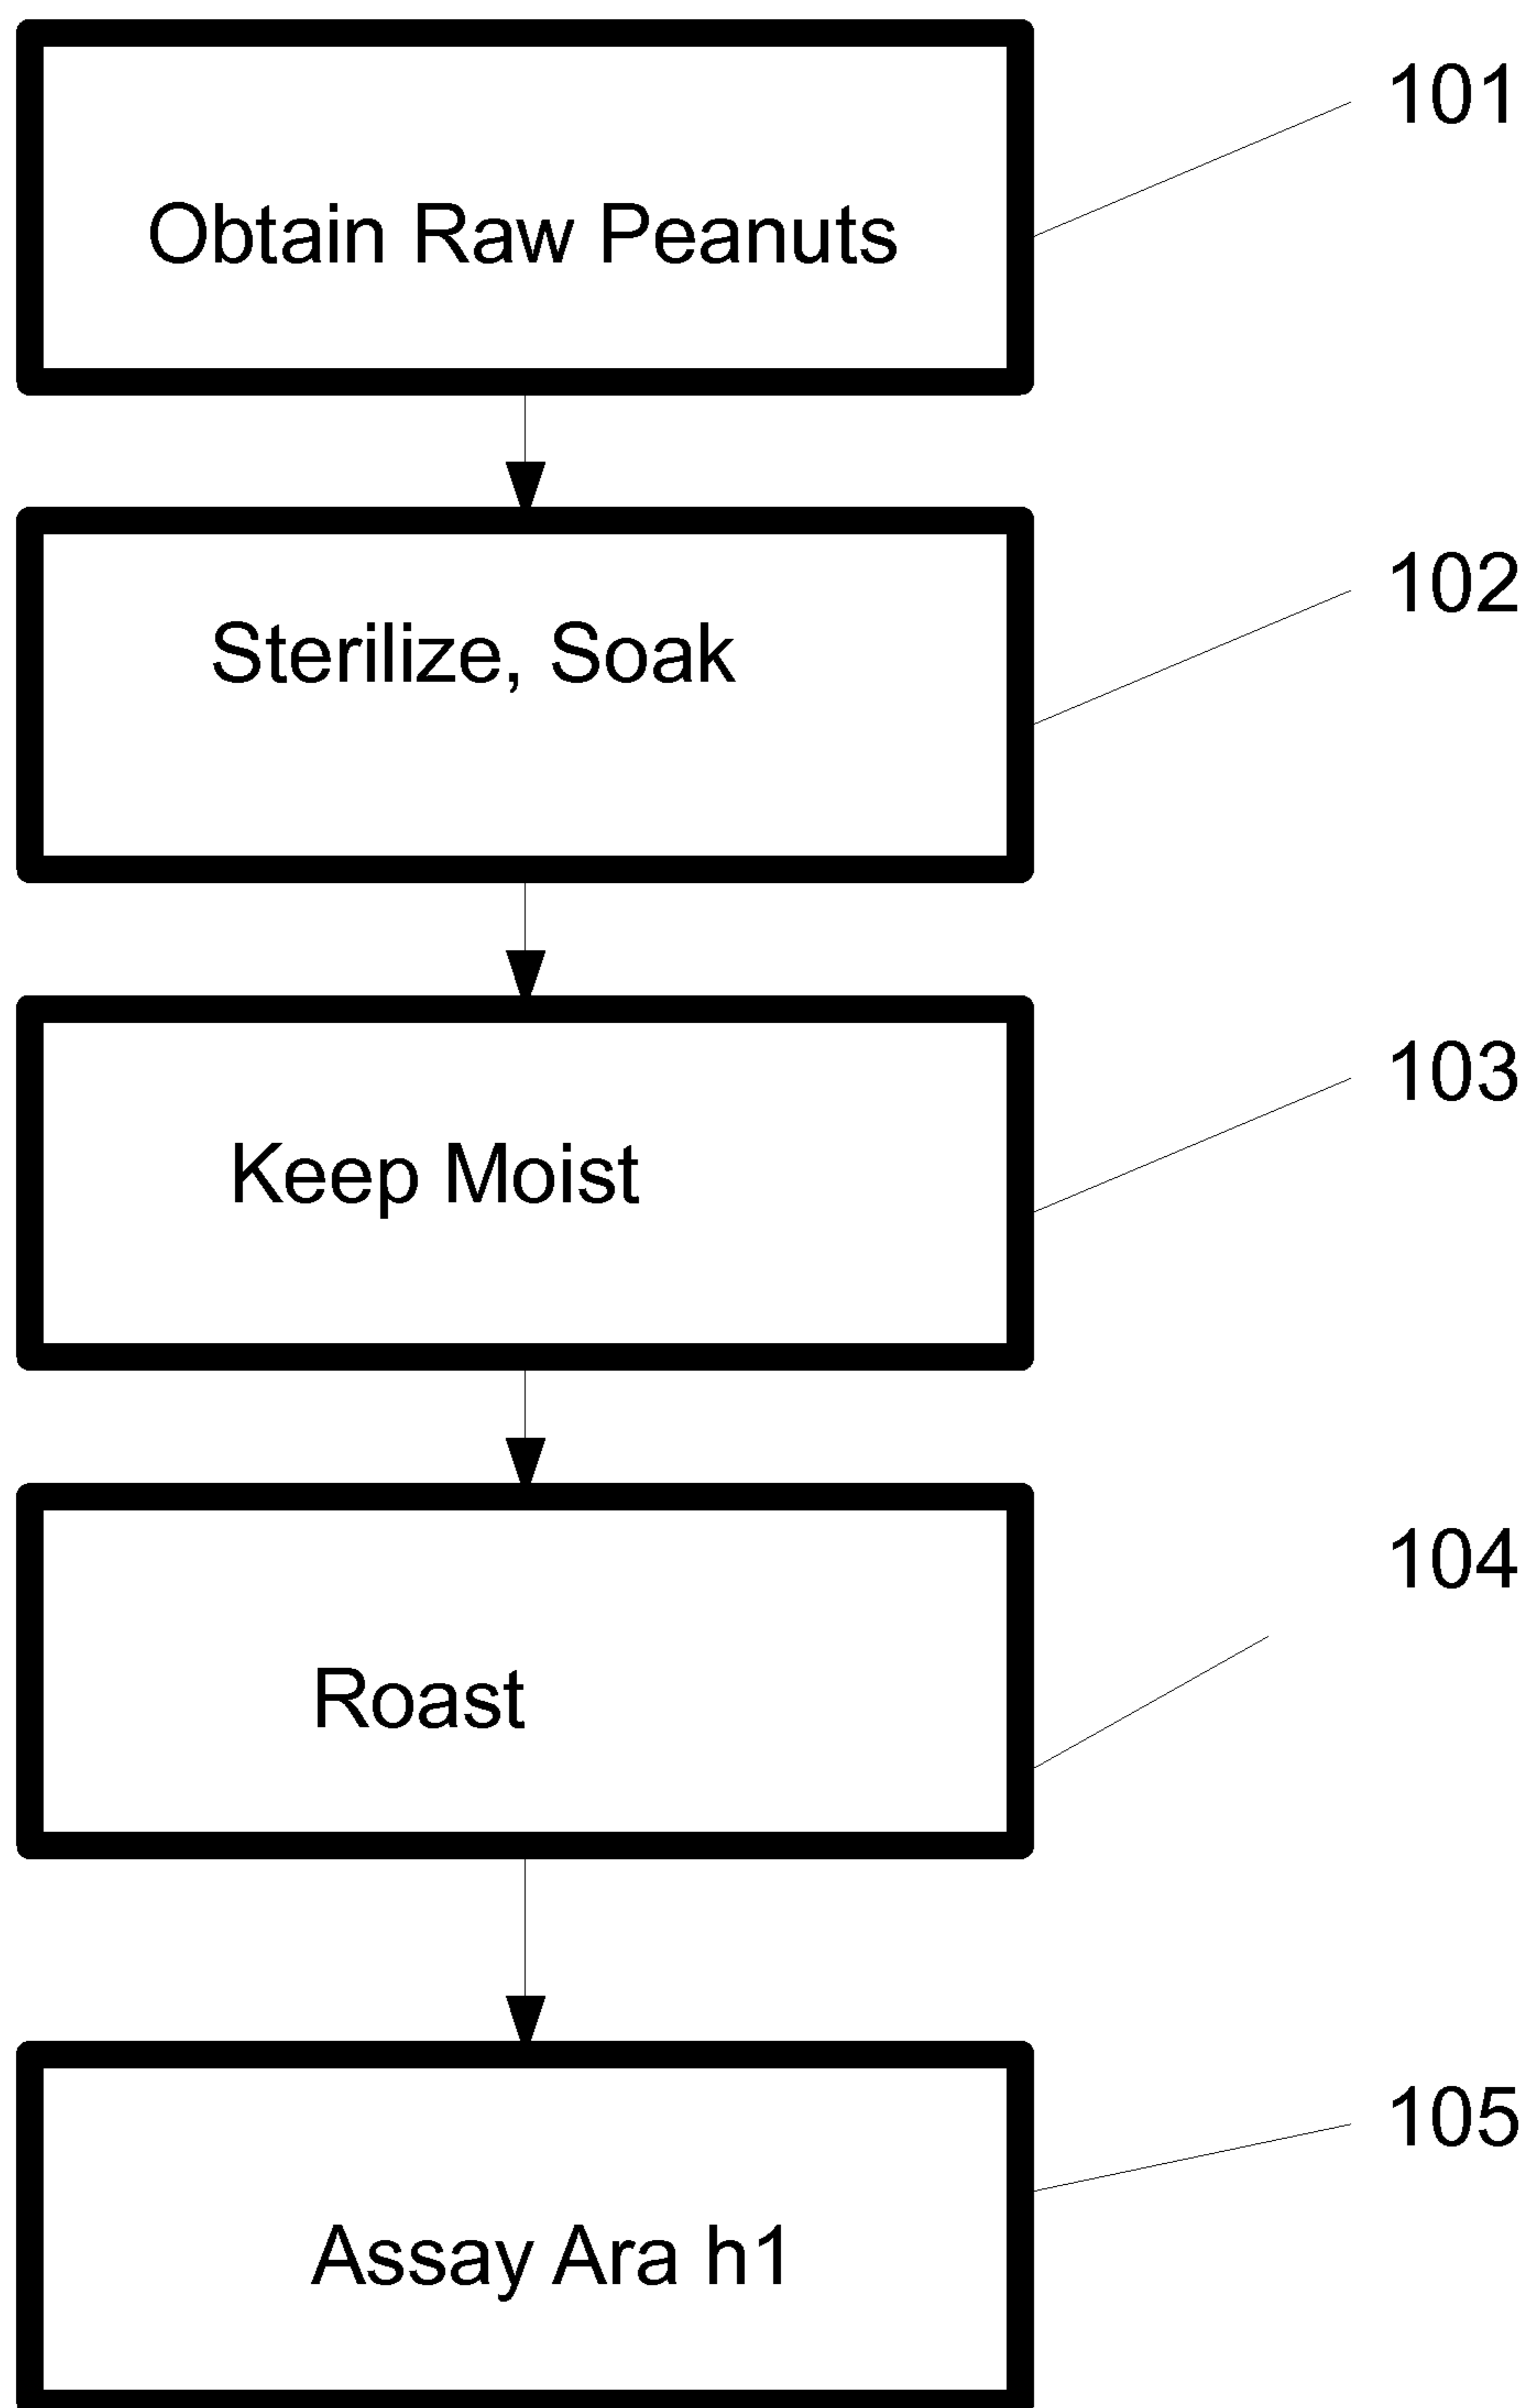 Obtain Raw Peanuts
101
Sterilize, Soak
102
Keep Moist
103
Roast
104
Assay Ara h1
105